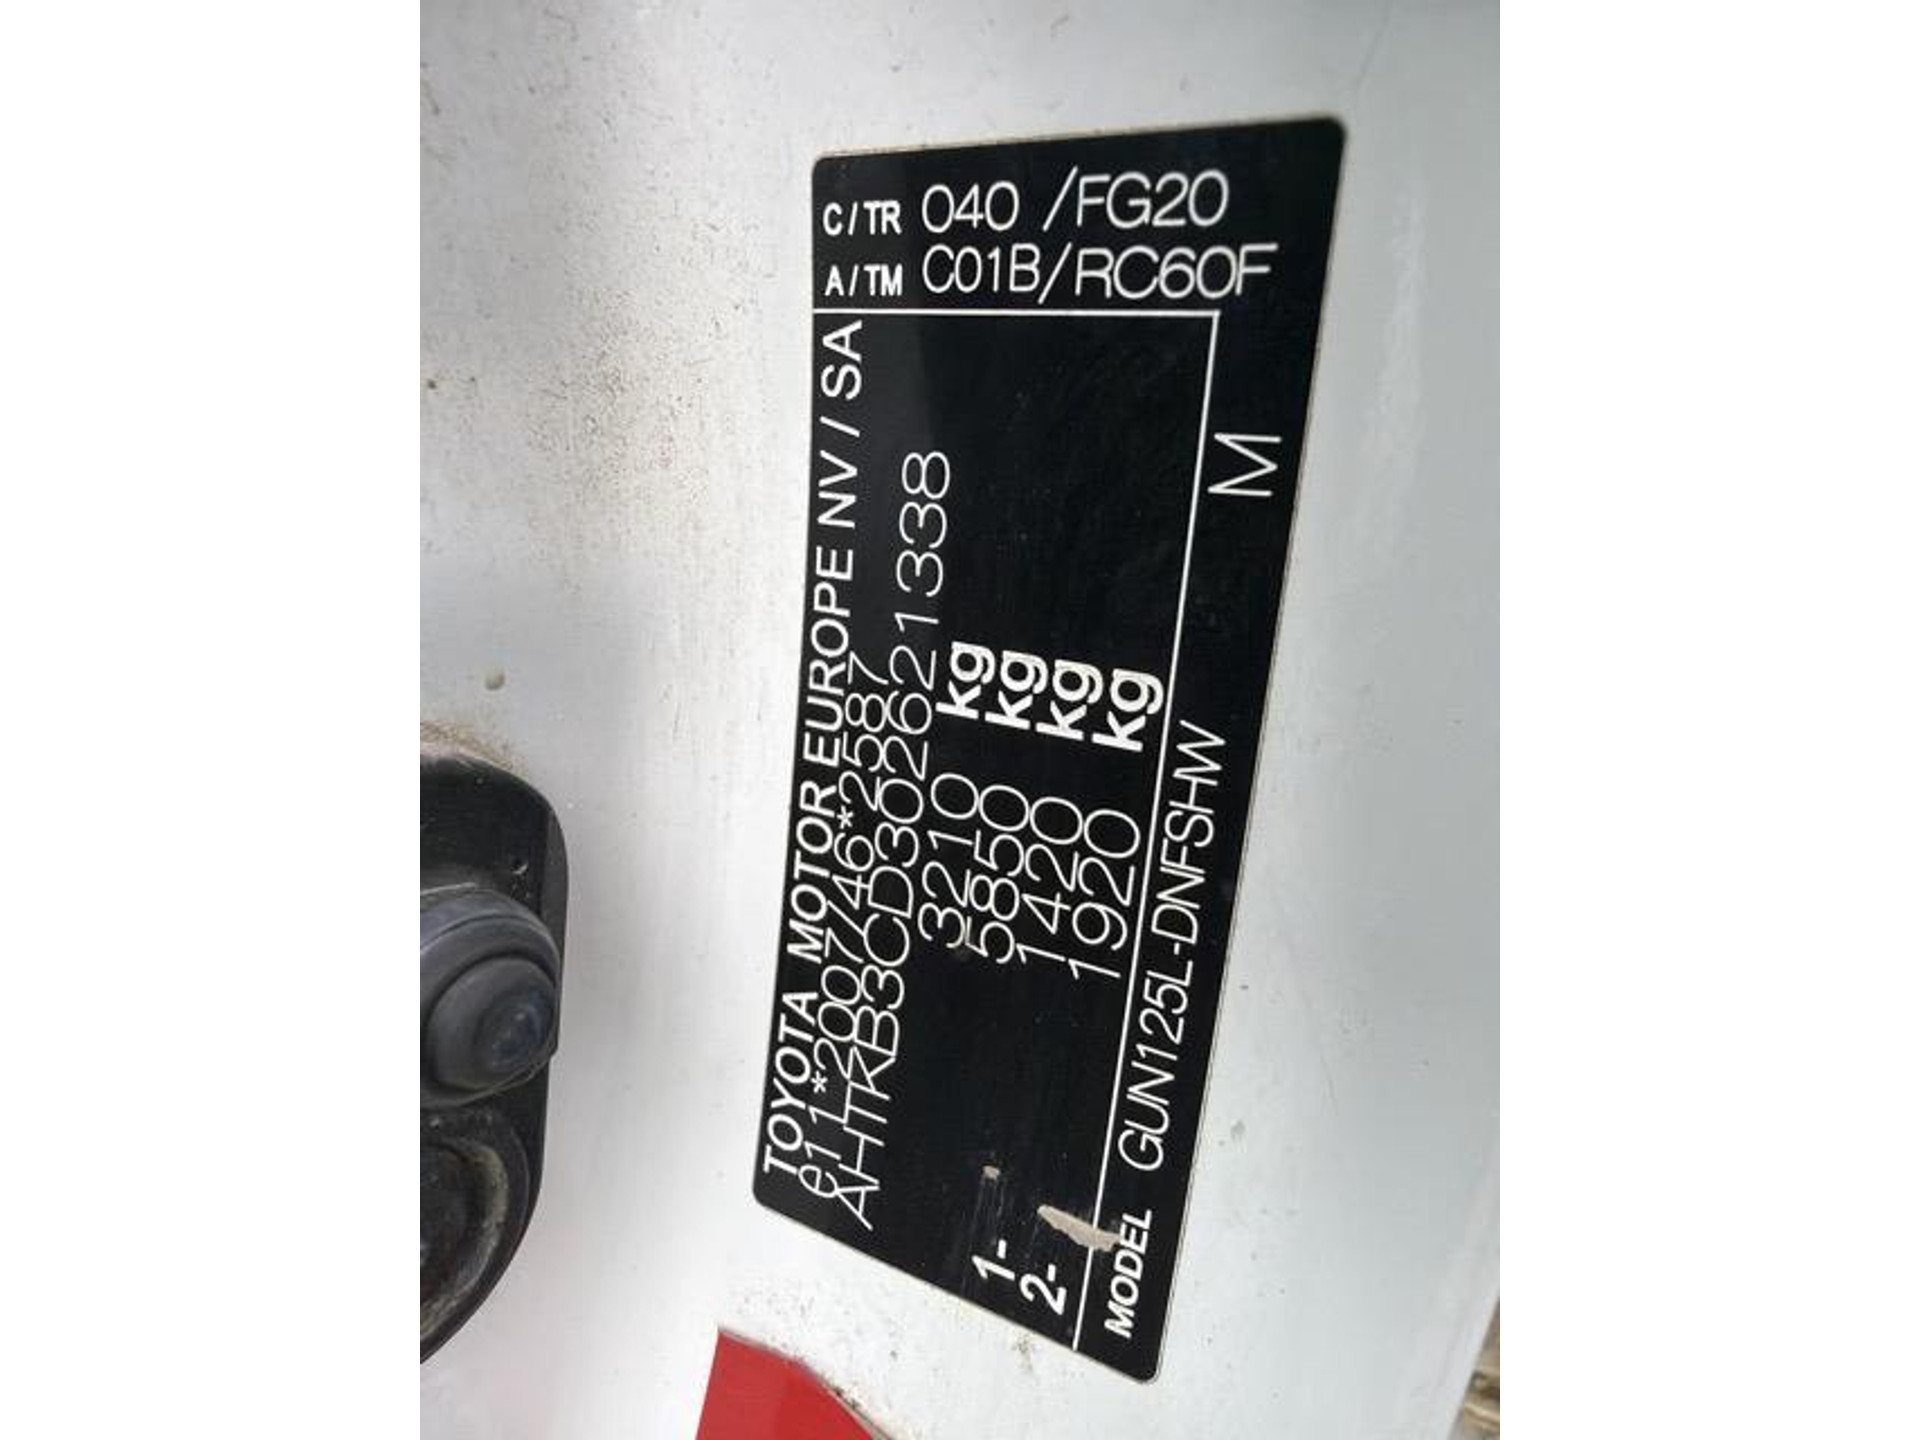 TOYOTA MOTOR EUROPE NV / SA
e11*2007/46*2587
AHTKB3CD302621338
3210 kg
5850 kg
1- 1420 kg
2- 1920 kg
MODEL GUN125L-DNFSHW M
C/TR 040 /FG20
A/TM C01B/RC60F